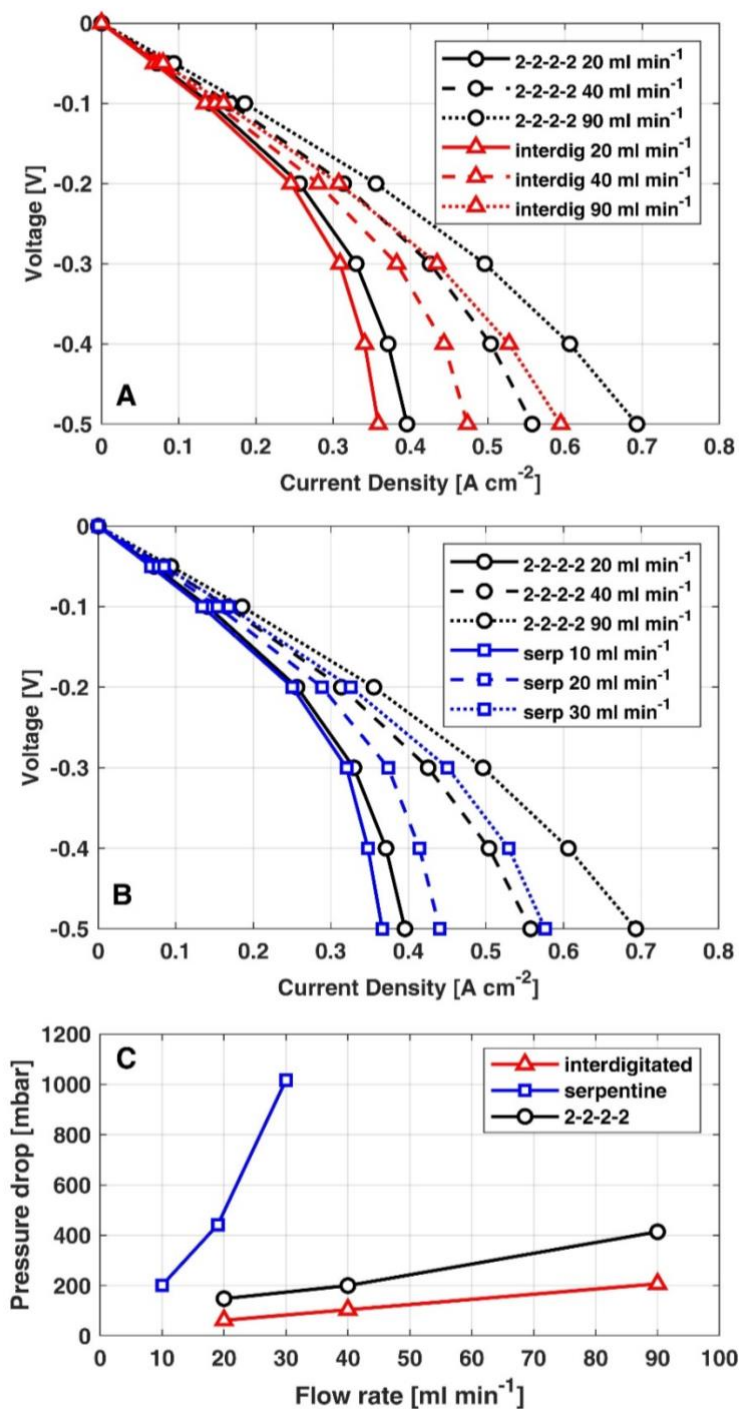 0
-0.1
-0.2
-0.3
-0.4
-0.5
Voltage [V]
2-2-2-2 20 ml min⁻¹
2-2-2-2 40 ml min⁻¹
2-2-2-2 90 ml min⁻¹
interdig 20 ml min⁻¹
interdig 40 ml min⁻¹
interdig 90 ml min⁻¹
A
0 0.1 0.2 0.3 0.4 0.5 0.6 0.7 0.8
Current Density [A cm⁻²]
0
-0.1
-0.2
-0.3
-0.4
-0.5
Voltage [V]
2-2-2-2 20 ml min⁻¹
2-2-2-2 40 ml min⁻¹
2-2-2-2 90 ml min⁻¹
serp 10 ml min⁻¹
serp 20 ml min⁻¹
serp 30 ml min⁻¹
B
0 0.1 0.2 0.3 0.4 0.5 0.6 0.7 0.8
Current Density [A cm⁻²]
1200
1000
800
600
400
200
0
Pressure drop [mbar]
C
interdigitated
serpentine
2-2-2-2
0 10 20 30 40 50 60 70 80 90 100
Flow rate [ml min⁻¹]